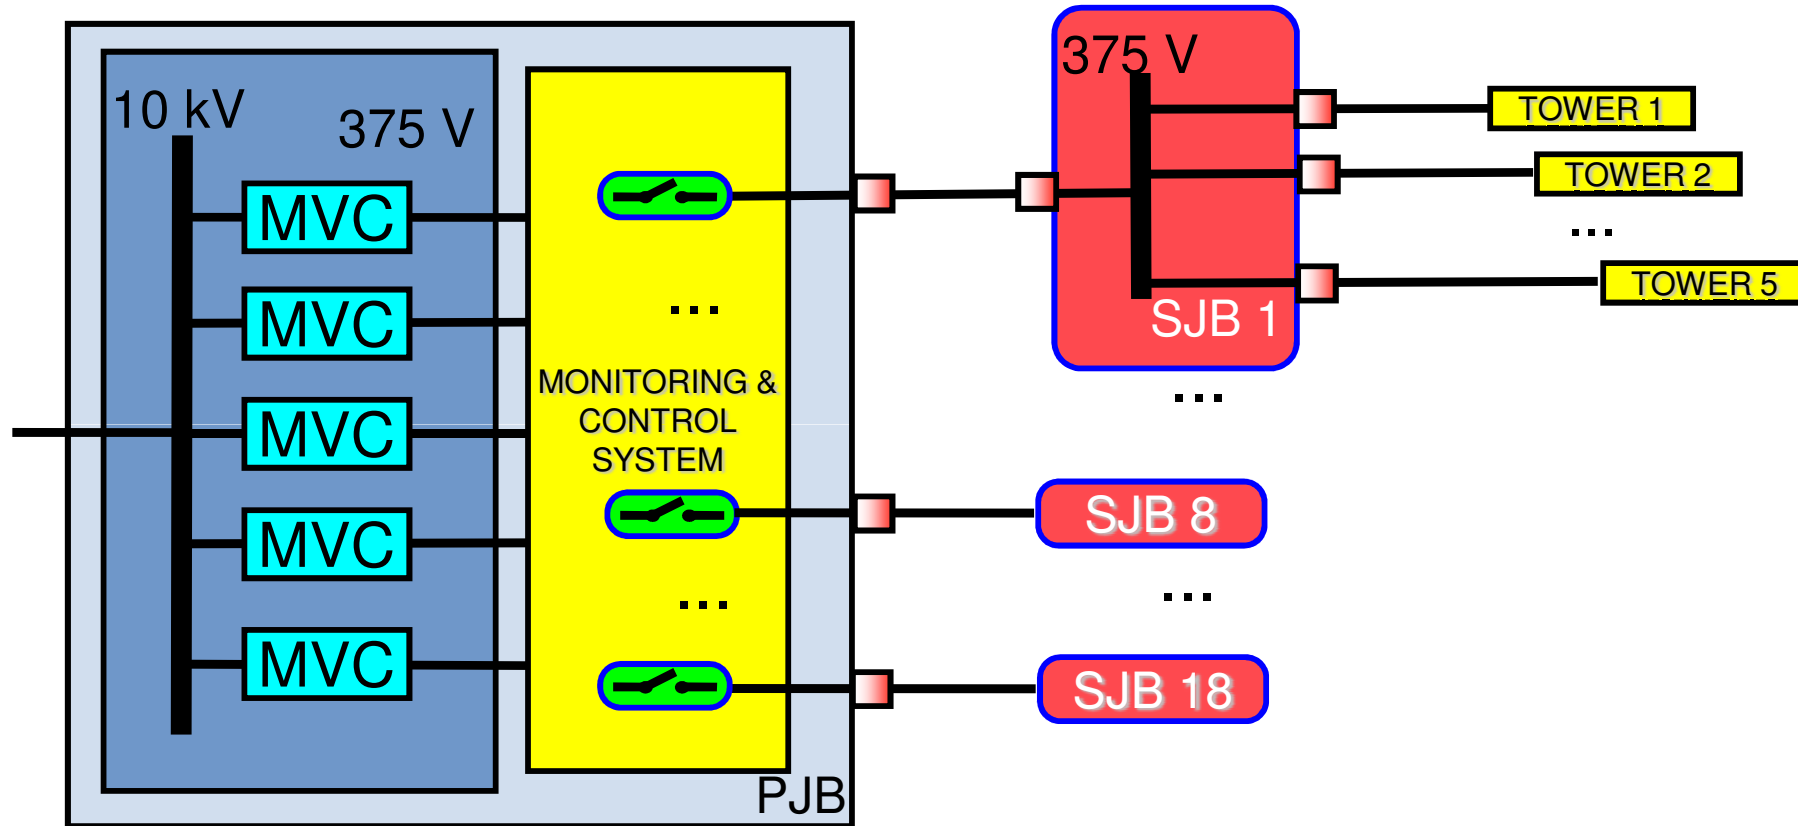 10 kV
375 V
MVC
MVC
MVC
MVC
MVC
...
MONITORING &
CONTROL
SYSTEM
...
PJB
375 V
SJB 1
TOWER 1
TOWER 2
...
TOWER 5
...
SJB 8
...
SJB 18